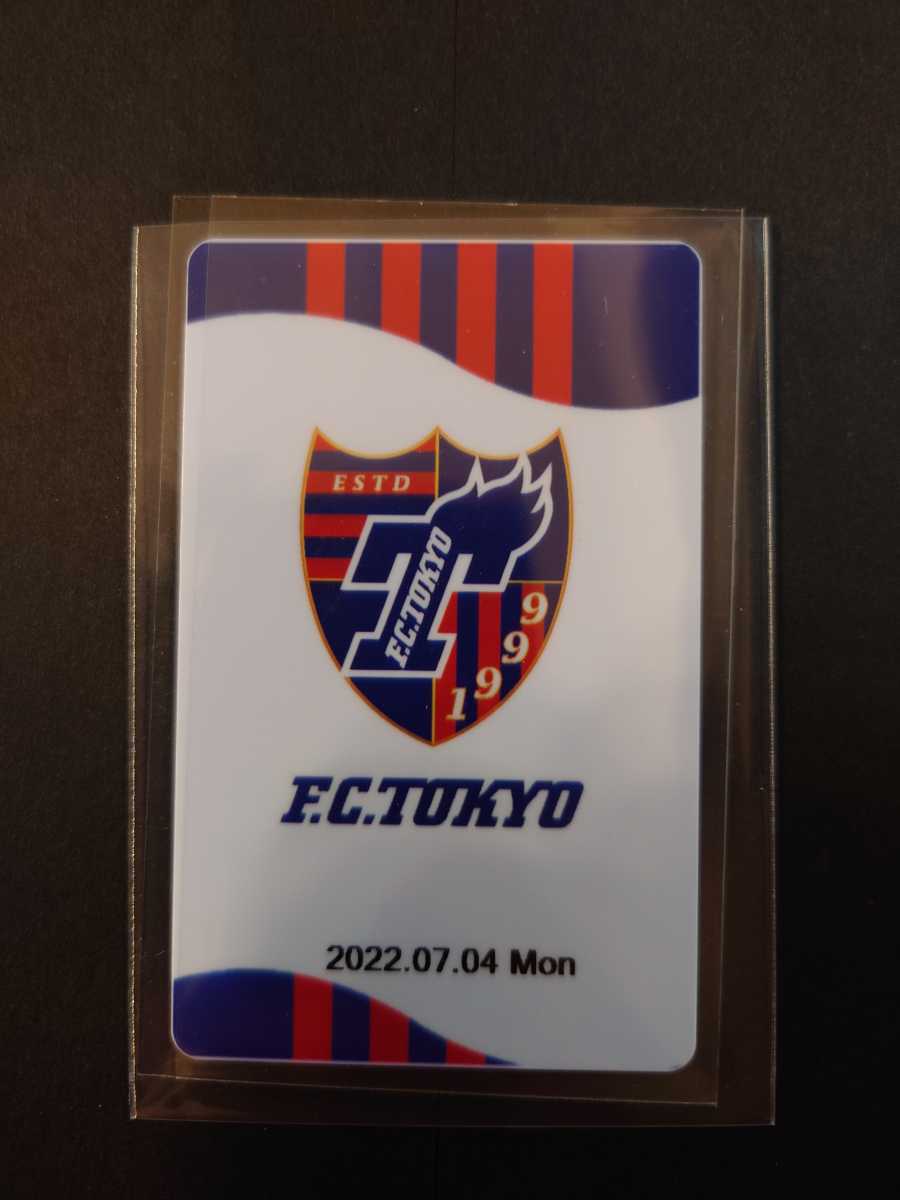 ESTD
F.C.TOKYO
1999
F.C.TOKYO
2022.07.04 Mon